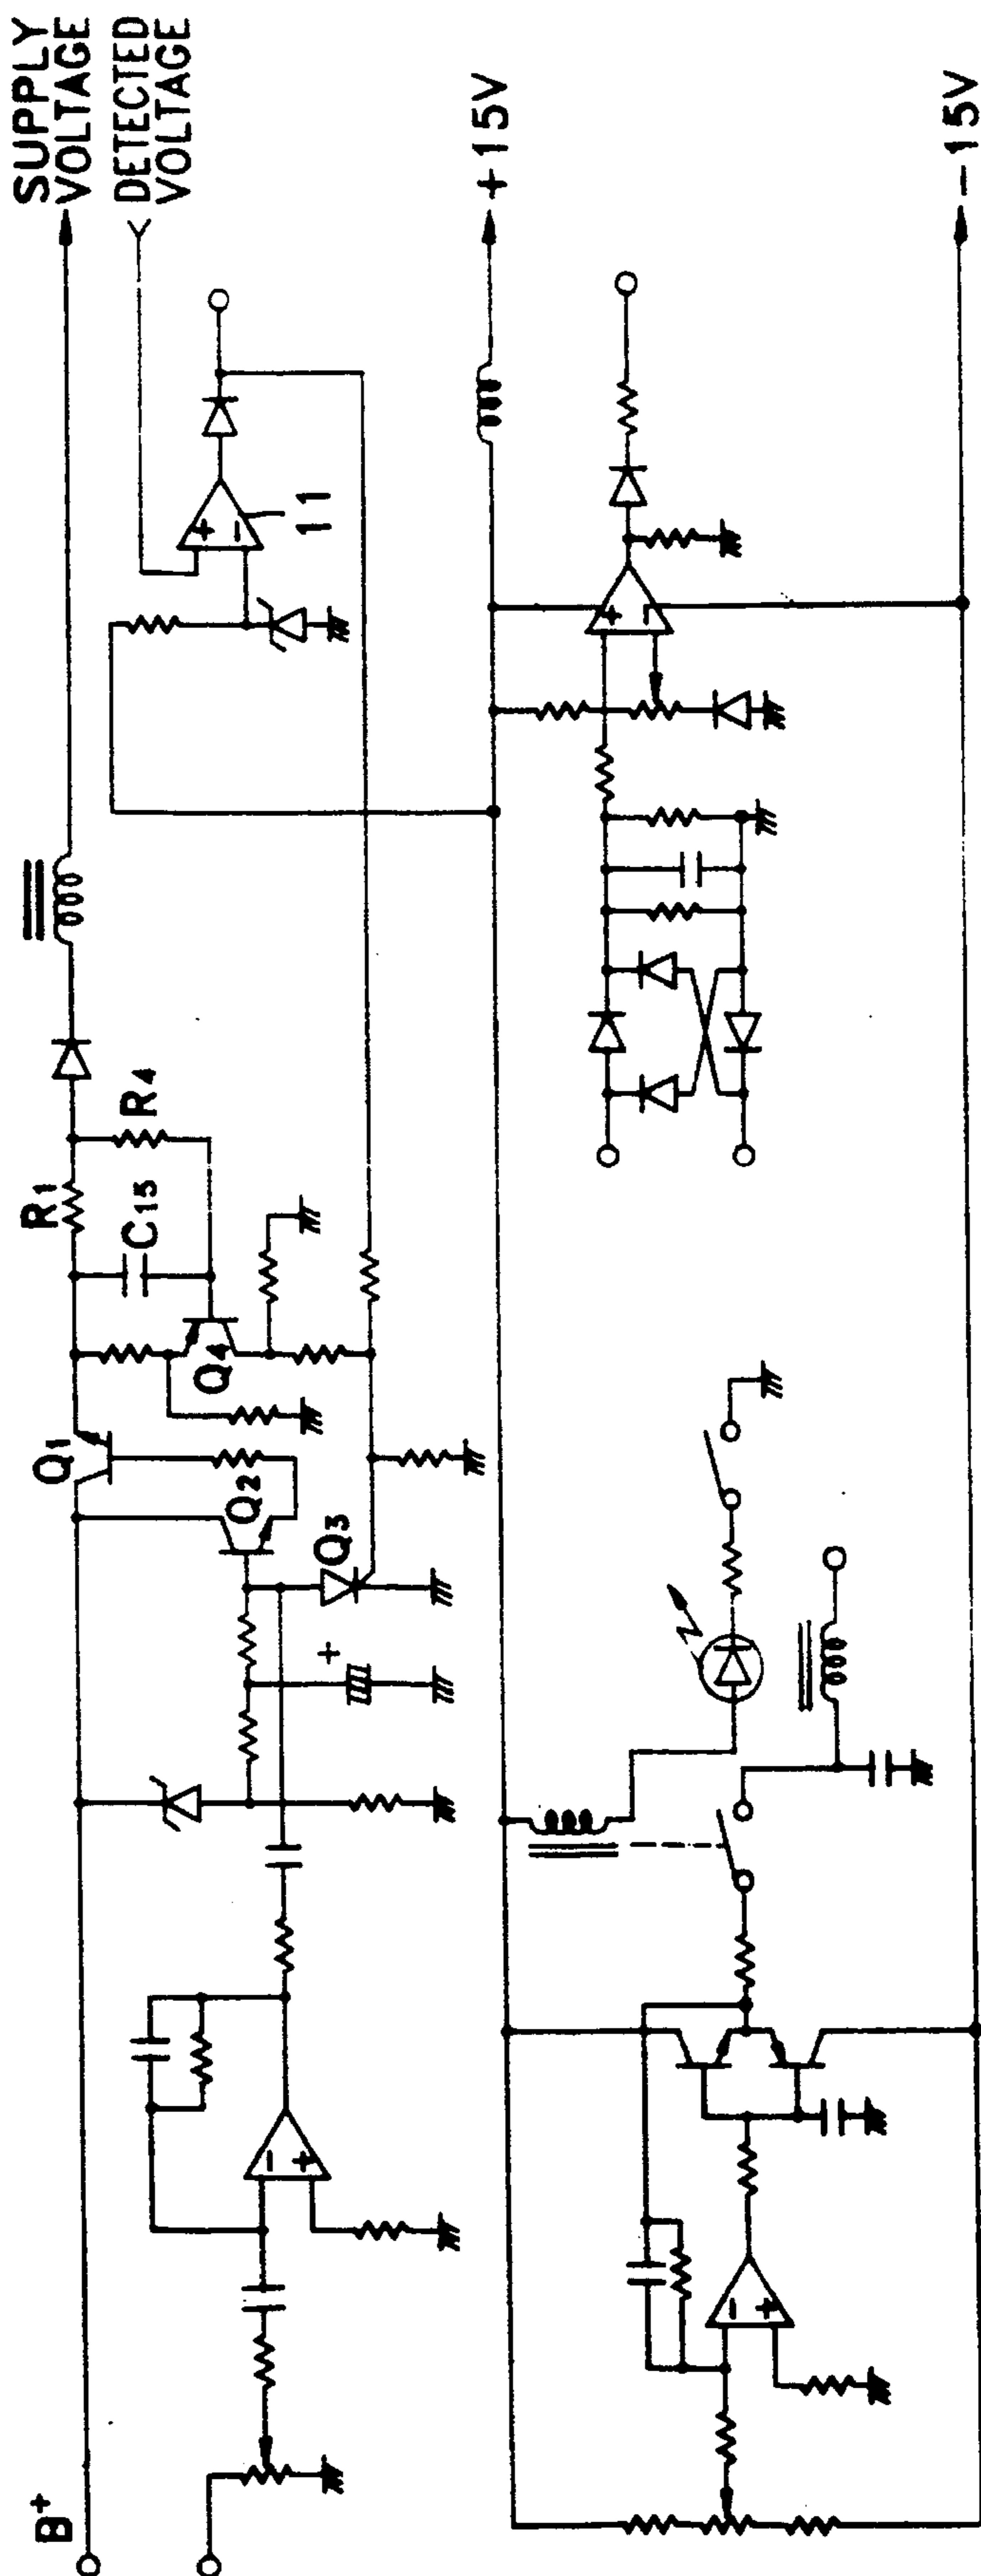 SUPPLY
VOLTAGE
DETECTED
VOLTAGE
+15V
-15V
11
R1
R4
C15
Q1
Q2
Q3
Q4
B+
+
+
-
+
-
-
+
-
+